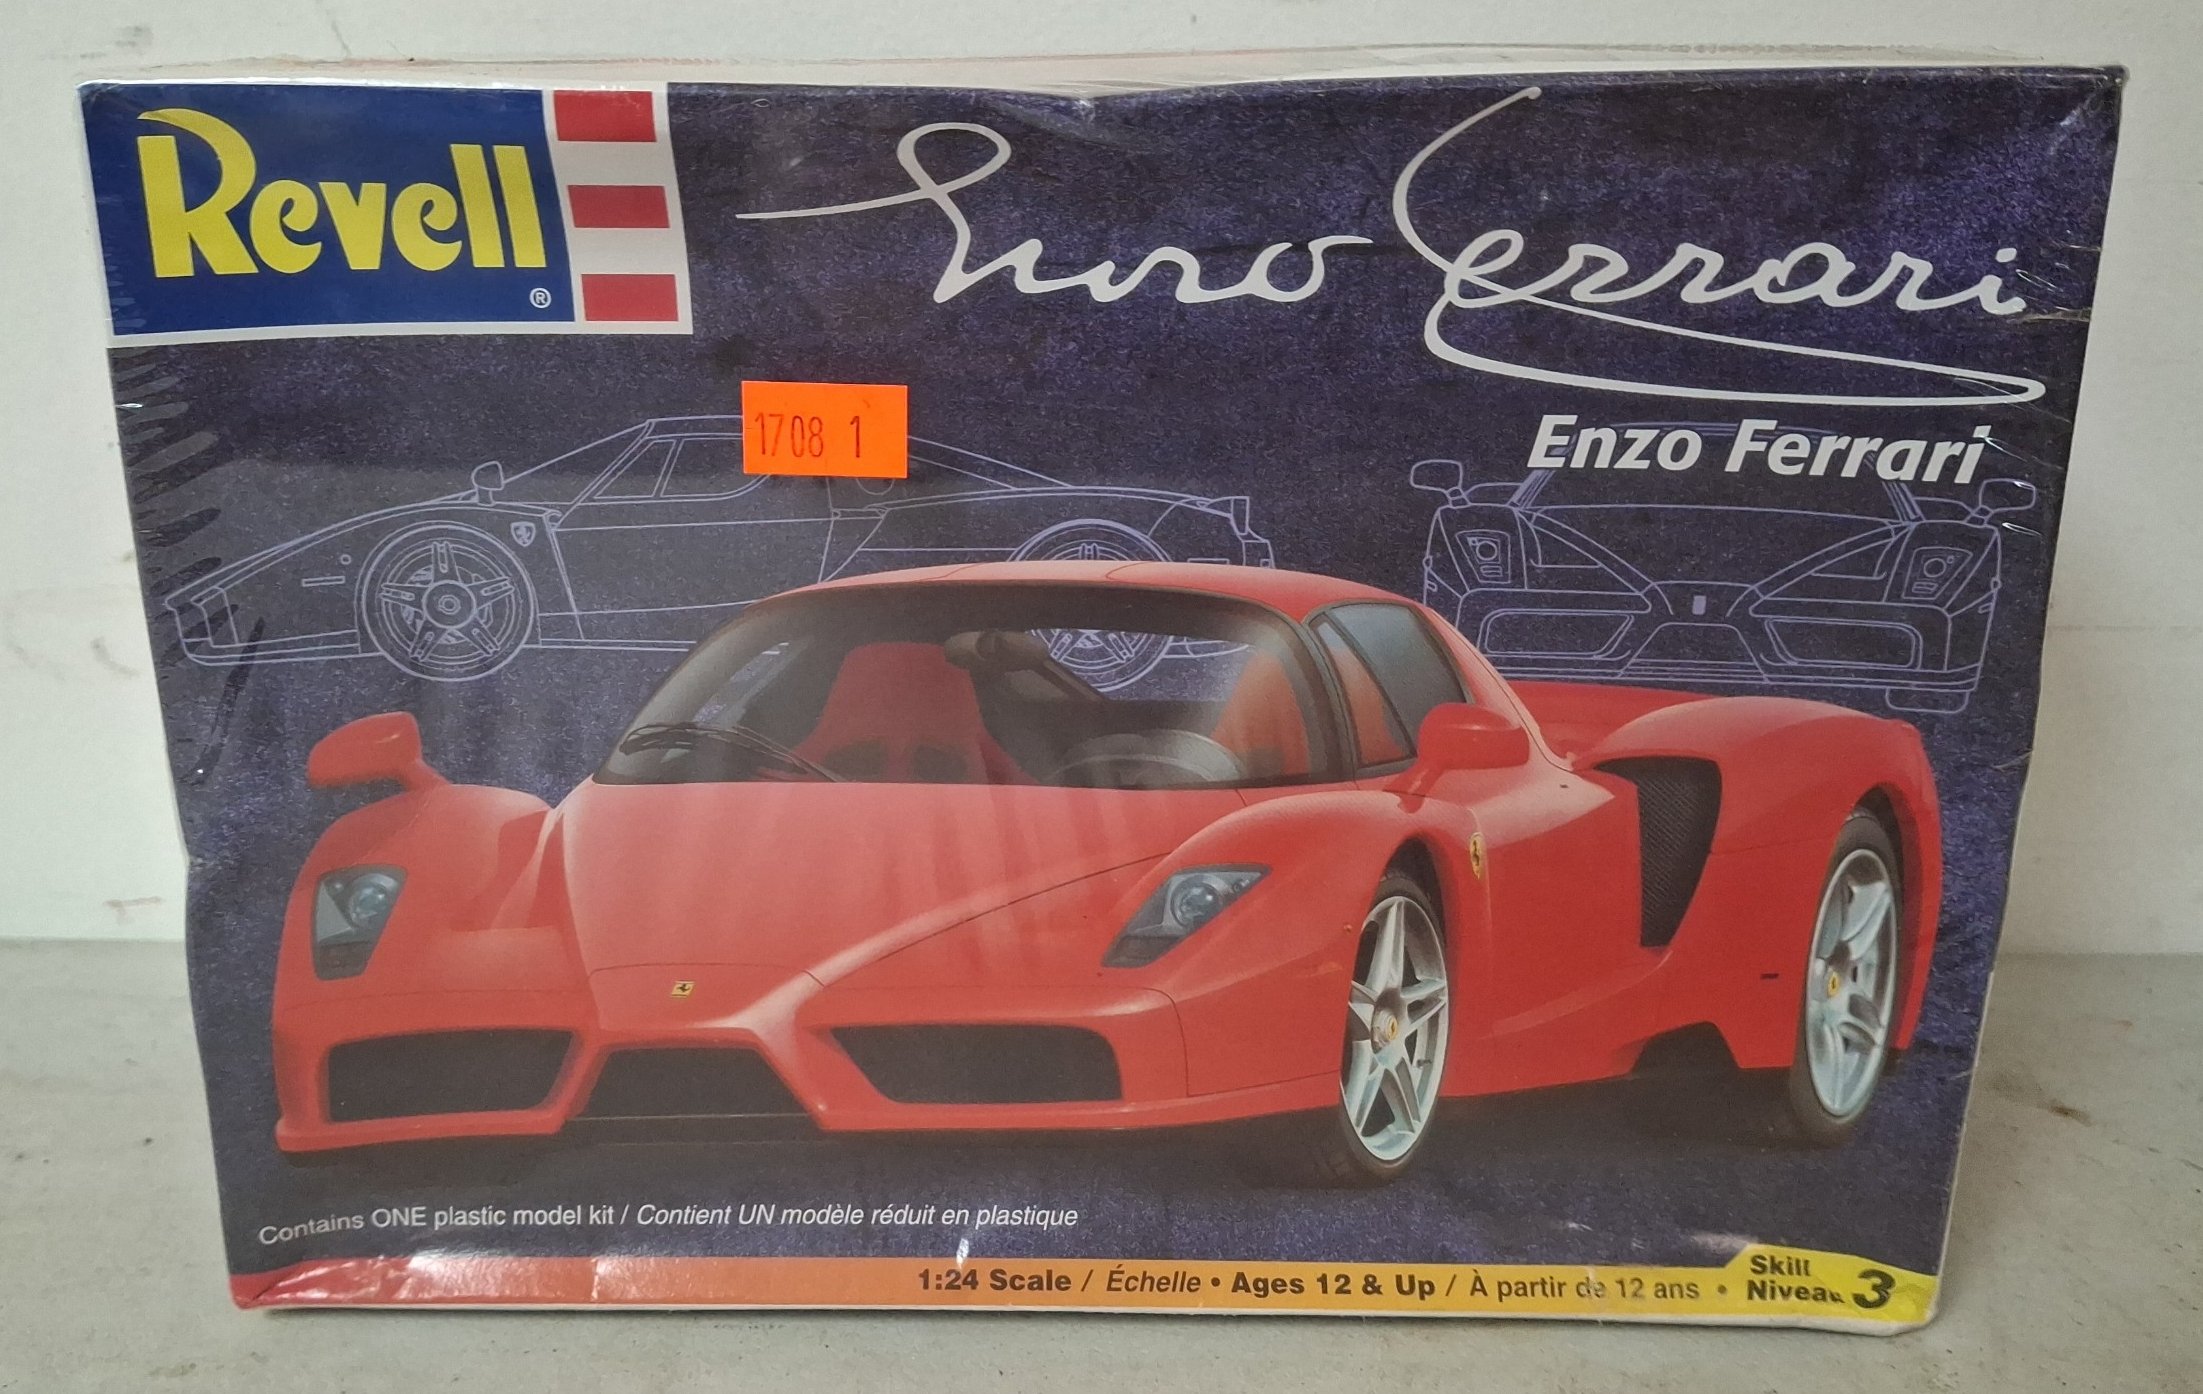 Revell
®
Enzo Ferrari
1708 1
Enzo Ferrari
Contains ONE plastic model kit / Contient UN modèle réduit en plastique
1:24 Scale / Échelle • Ages 12 & Up / À partir de 12 ans •
Skill
Niveau 3